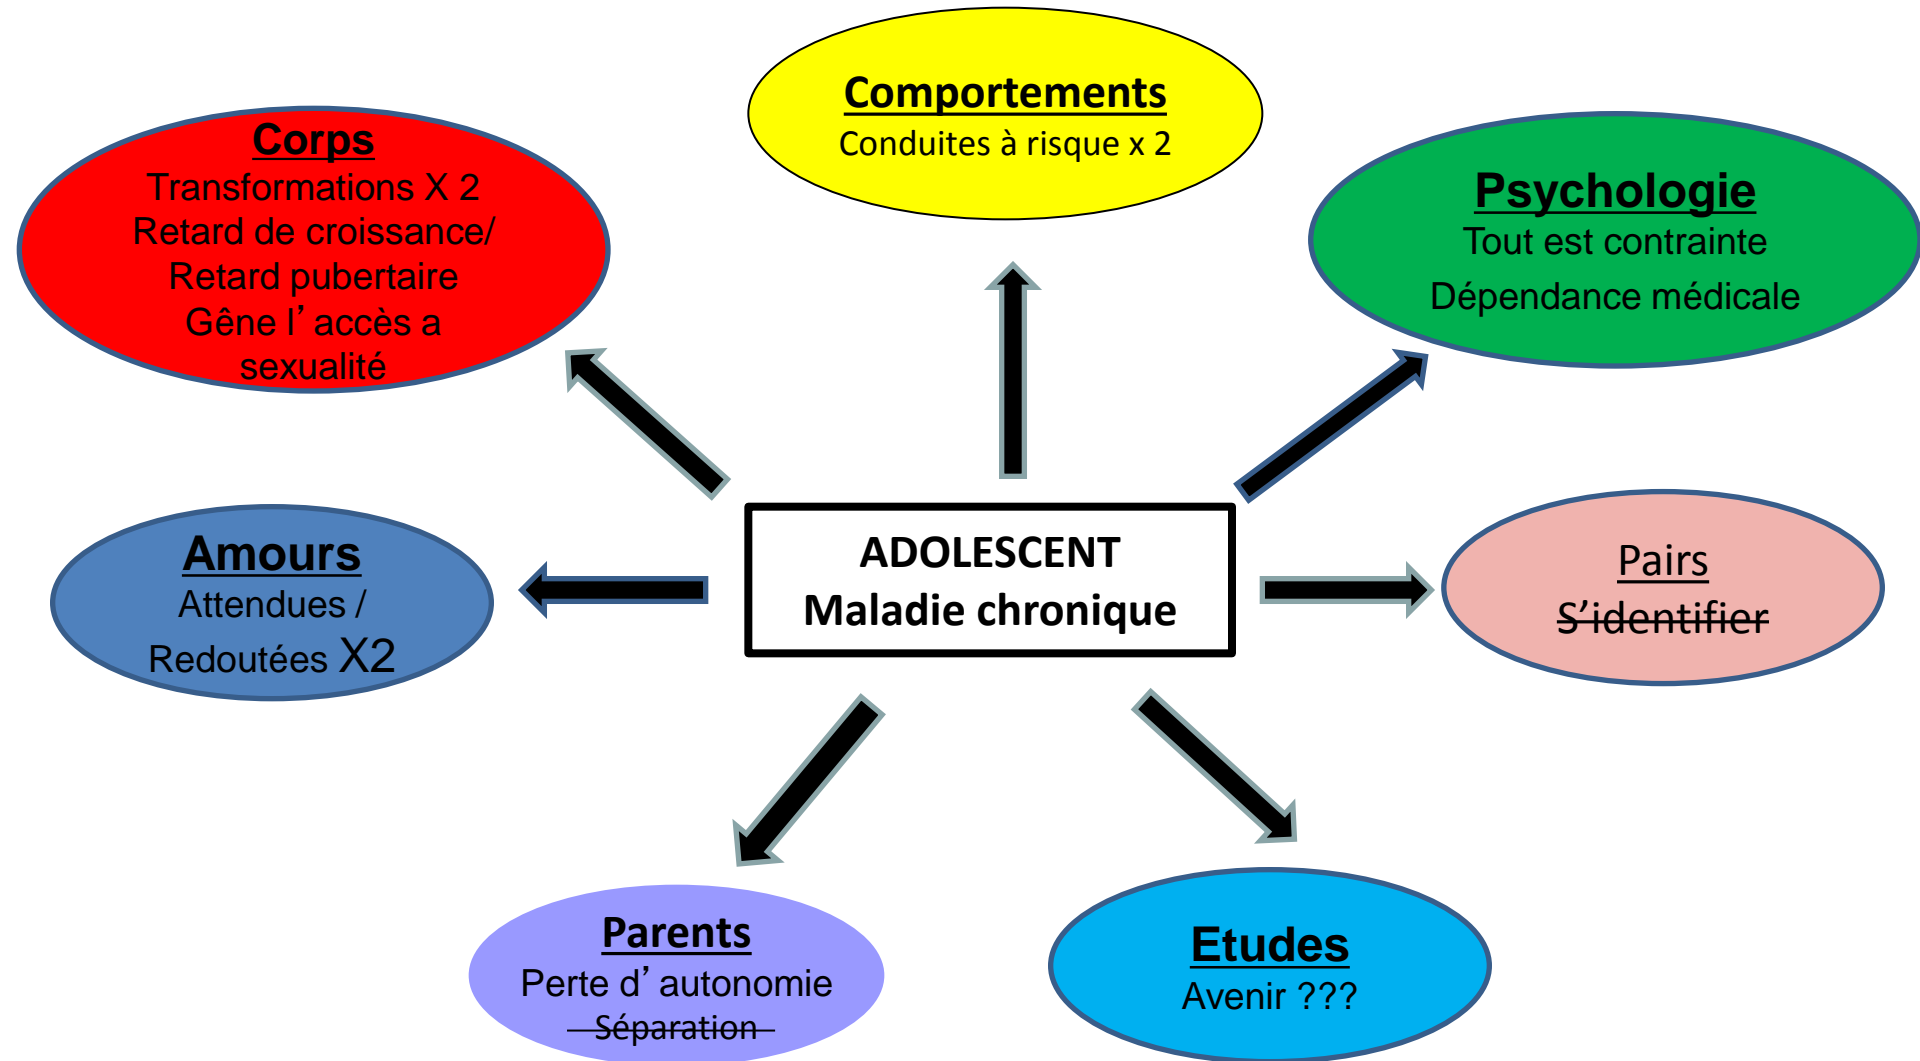 Comportements
Conduites à risque x 2
Corps
Transformations X 2
Retard de croissance/
Retard pubertaire
Gêne l’ accès a
sexualité
Psychologie
Tout est contrainte
Dépendance médicale
Amours
Attendues /
Redoutées X2
ADOLESCENT
Maladie chronique
Pairs
S’identifier
Parents
Perte d’ autonomie
Séparation
Etudes
Avenir ???